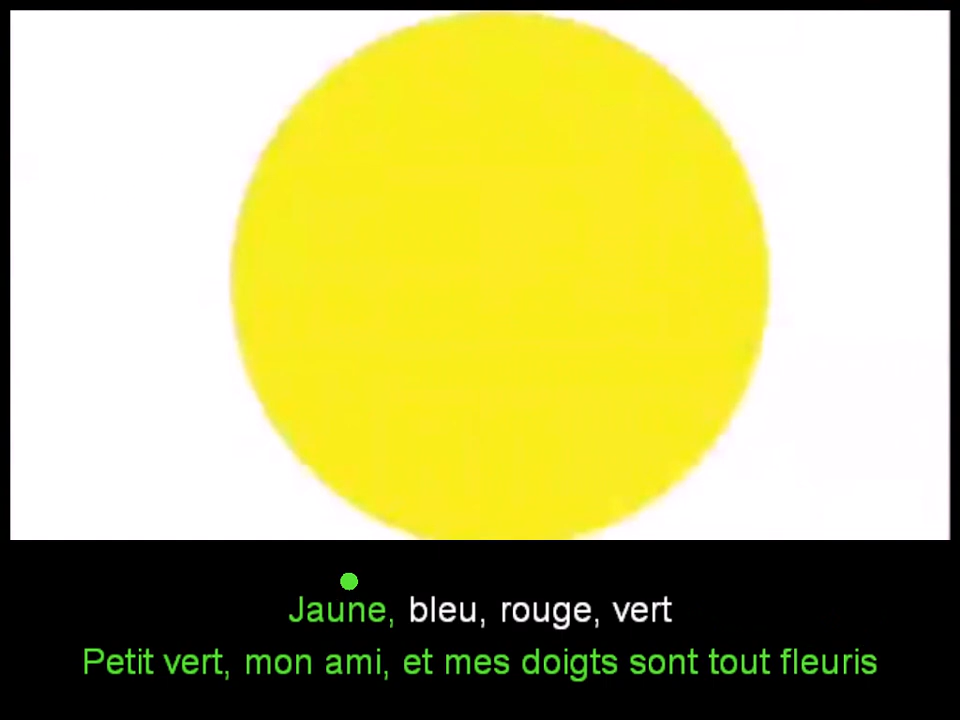 Jaune, bleu, rouge, vert
Petit vert, mon ami, et mes doigts sont tout fleuris